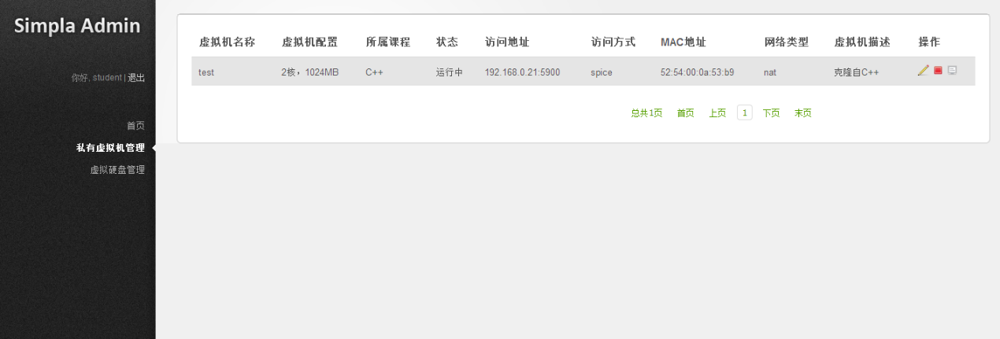 Simpla Admin
你好, student | 退出
首页
私有虚拟机管理
虚拟硬盘管理
虚拟机名称 虚拟机配置 所属课程 状态 访问地址 访问方式 MAC地址 网络类型 虚拟机描述 操作
test 2核，1024MB C++ 运行中 192.168.0.21:5900 spice 52:54:00:0a:53:b9 nat 克隆自C++
总共1页 首页 上页 1 下页 末页